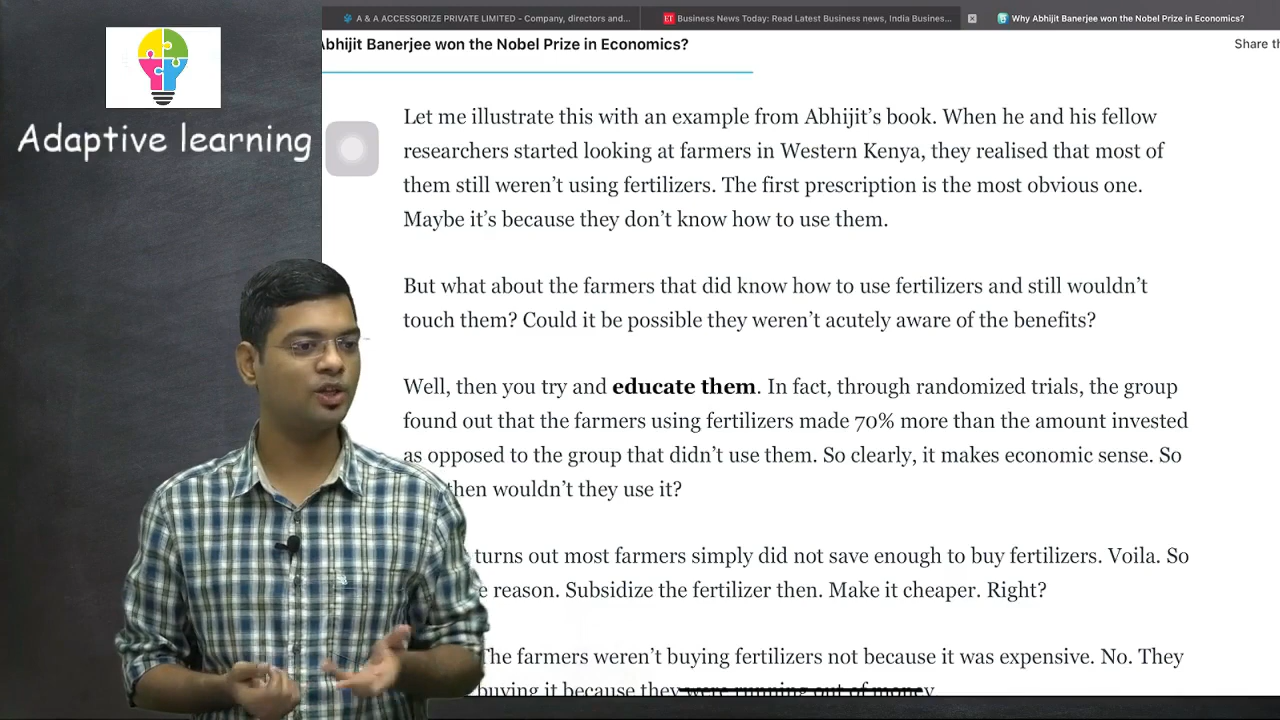 A & A ACCESSORIZE PRIVATE LIMITED - Company, directors and...
Business News Today: Read Latest Business news, India Busines...
Why Abhijit Banerjee won the Nobel Prize in Economics?
Abhijit Banerjee won the Nobel Prize in Economics?
Share th
Adaptive learning
Let me illustrate this with an example from Abhijit's book. When he and his fellow
researchers started looking at farmers in Western Kenya, they realised that most of
them still weren't using fertilizers. The first prescription is the most obvious one.
Maybe it's because they don't know how to use them.
But what about the farmers that did know how to use fertilizers and still wouldn't
touch them? Could it be possible they weren't acutely aware of the benefits?
Well, then you try and educate them. In fact, through randomized trials, the group
found out that the farmers using fertilizers made 70% more than the amount invested
as opposed to the group that didn't use them. So clearly, it makes economic sense. So
then wouldn't they use it?
turns out most farmers simply did not save enough to buy fertilizers. Voila. So
reason. Subsidize the fertilizer then. Make it cheaper. Right?
The farmers weren't buying fertilizers not because it was expensive. No. They
buying it because they were running out of money